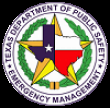 TEXAS DEPARTMENT OF PUBLIC SAFETY
EMERGENCY MANAGEMENT